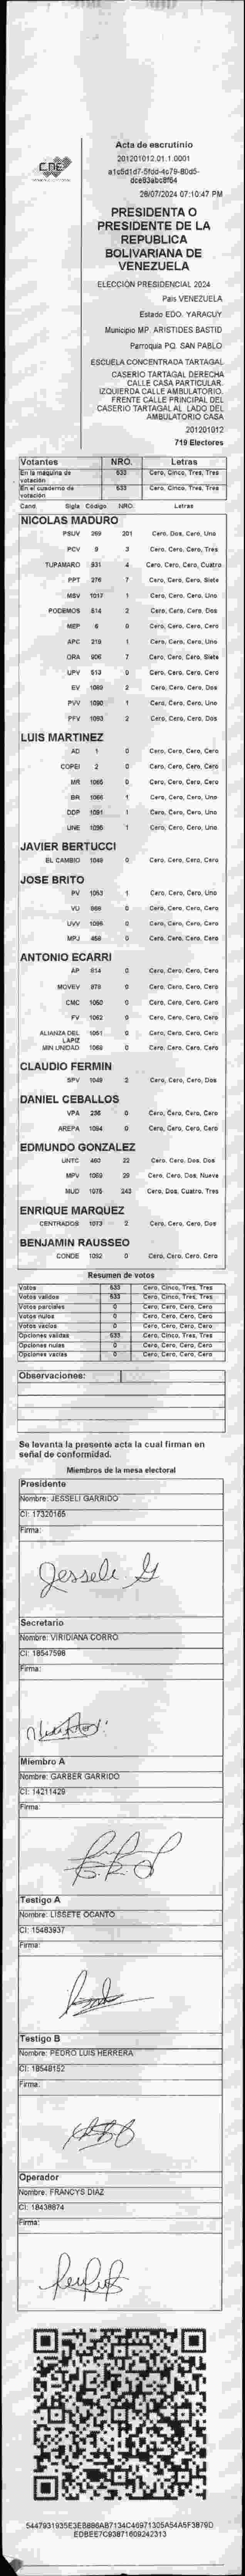 CNE
Acta de escrutinio
201201012.01.1.0001
28/07/2024 07:10:47 PM
PRESIDENTA O
PRESIDENTE DE LA
REPUBLICA
BOLIVARIANA DE
VENEZUELA
ELECCIÓN PRESIDENCIAL 2024
Pais VENEZUELA
Estado EDO. YARACUY
Municipio MP. ARISTIDES BASTID
Parroquia PQ. SAN PABLO
ESCUELA CONCENTRADA TARTAGAL
CASERIO TARTAGAL DERECHA
CALLE CASA PARTICULAR.
IZQUIERDA CALLE AMBULATORIO.
FRENTE CALLE PRINCIPAL DEL
CASERIO TARTAGAL AL LADO DEL
AMBULATORIO CASA
201201012
719 Electores
Votantes NRO. Letras
En la máquina de votación 533 Cero, Cinco, Tres, Tres
En el cuaderno de votación 533 Cero, Cinco, Tres, Tres
Cand. Sigla Código NRO. Letras
NICOLAS MADURO
PSUV 269 201 Cero, Dos, Cero, Uno
PCV 9 3 Cero, Cero, Cero, Tres
TUPAMARO 931 4 Cero, Cero, Cero, Cuatro
PPT 276 7 Cero, Cero, Cero, Siete
MSV 1017 1 Cero, Cero, Cero, Uno
PODEMOS 514 2 Cero, Cero, Cero, Dos
MEP 6 0 Cero, Cero, Cero, Cero
APC 219 1 Cero, Cero, Cero, Uno
ORA 906 7 Cero, Cero, Cero, Siete
UPV 513 0 Cero, Cero, Cero, Cero
EV 1089 2 Cero, Cero, Cero, Dos
PVV 1090 1 Cero, Cero, Cero, Uno
PFV 1093 2 Cero, Cero, Cero, Dos
LUIS MARTINEZ
AD 1 0 Cero, Cero, Cero, Cero
COPEI 2 0 Cero, Cero, Cero, Cero
MR 1065 0 Cero, Cero, Cero, Cero
BR 1066 1 Cero, Cero, Cero, Uno
DDP 1091 1 Cero, Cero, Cero, Uno
UNE 1096 1 Cero, Cero, Cero, Uno
JAVIER BERTUCCI
EL CAMBIO 1048 0 Cero, Cero, Cero, Cero
JOSE BRITO
PV 1053 1 Cero, Cero, Cero, Uno
VU 869 0 Cero, Cero, Cero, Cero
UVV 1095 0 Cero, Cero, Cero, Cero
MPJ 458 0 Cero, Cero, Cero, Cero
ANTONIO ECARRI
AP 814 0 Cero, Cero, Cero, Cero
MOVEV 878 0 Cero, Cero, Cero, Cero
CMC 1050 0 Cero, Cero, Cero, Cero
FV 1062 0 Cero, Cero, Cero, Cero
ALIANZA DEL LAPIZ 1051 0 Cero, Cero, Cero, Cero
MIN UNIDAD 1068 0 Cero, Cero, Cero, Cero
CLAUDIO FERMIN
SPV 1049 2 Cero, Cero, Cero, Dos
DANIEL CEBALLOS
VPA 236 0 Cero, Cero, Cero, Cero
AREPA 1094 0 Cero, Cero, Cero, Cero
EDMUNDO GONZALEZ
UNTC 460 22 Cero, Cero, Dos, Dos
MPV 1069 29 Cero, Cero, Dos, Nueve
MUD 1075 243 Cero, Dos, Cuatro, Tres
ENRIQUE MARQUEZ
CENTRADOS 1073 2 Cero, Cero, Cero, Dos
BENJAMIN RAUSSEO
CONDE 1092 0 Cero, Cero, Cero, Cero
Resumen de votos
Votos 533 Cero, Cinco, Tres, Tres
Votos validos 533 Cero, Cinco, Tres, Tres
Votos parciales 0 Cero, Cero, Cero, Cero
Votos nulos 0 Cero, Cero, Cero, Cero
Votos vacios 0 Cero, Cero, Cero, Cero
Opciones validas 533 Cero, Cinco, Tres, Tres
Opciones nulas 0 Cero, Cero, Cero, Cero
Opciones vacias 0 Cero, Cero, Cero, Cero
Observaciones:
Se levanta la presente acta la cual firman en
señal de conformidad.
Miembros de la mesa electoral
Presidente
Nombre: JESSELI GARRIDO
CI: 17320165
Firma:
Jesseli G
Secretario
Nombre: VIRIDIANA CORRO
CI: 18547598
Firma:
Miembro A
Nombre: GARBER GARRIDO
CI: 14211429
Firma:
Testigo A
Nombre: LISSETE OCANTO
CI: 15483937
Firma:
Testigo B
Nombre: PEDRO LUIS HERRERA
CI: 18548152
Firma:
Operador
Nombre: FRANCYS DIAZ
CI: 18438874
Firma: